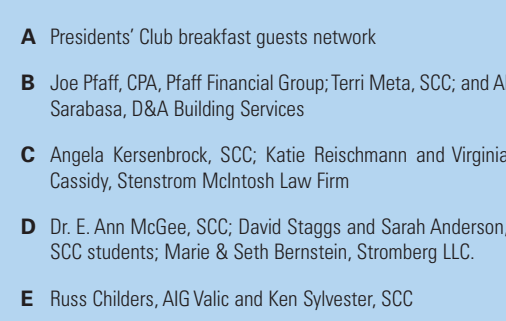 A Presidents’ Club breakfast guests network
B Joe Pfaff, CPA, Pfaff Financial Group; Terri Meta, SCC; and
Sarabasa, D&A Building Services
C Angela Kersenbrock, SCC; Katie Reischmann and Virginia
Cassidy, Stenstrom McIntosh Law Firm
D Dr. E. Ann McGee, SCC; David Staggs and Sarah Anderson,
SCC students; Marie & Seth Bernstein, Stromberg LLC.
E Russ Childers, AIG Valic and Ken Sylvester, SCC